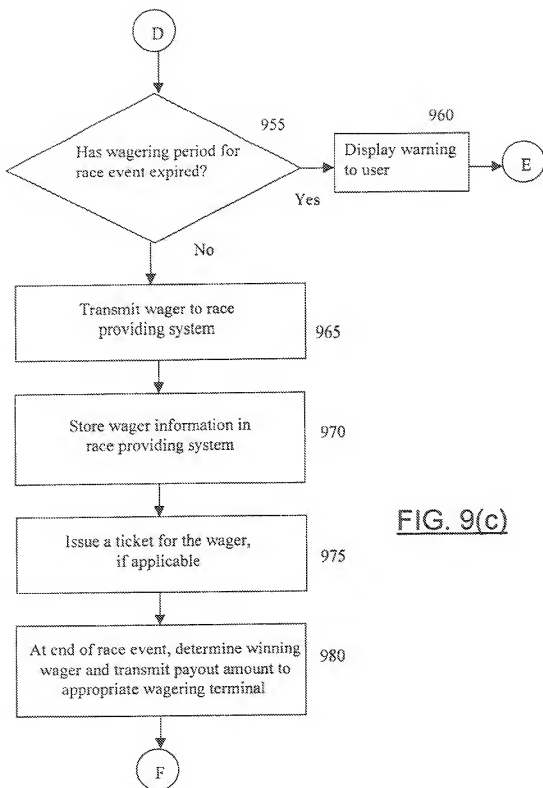 D
955
Has wagering period for
race event expired?
960
Display warning
to user
E
Yes
No
Transmit wager to race
providing system
965
Store wager information in
race providing system
970
Issue a ticket for the wager,
if applicable
975
FIG. 9(c)
At end of race event, determine winning
wager and transmit payout amount to
appropriate wagering terminal
980
F